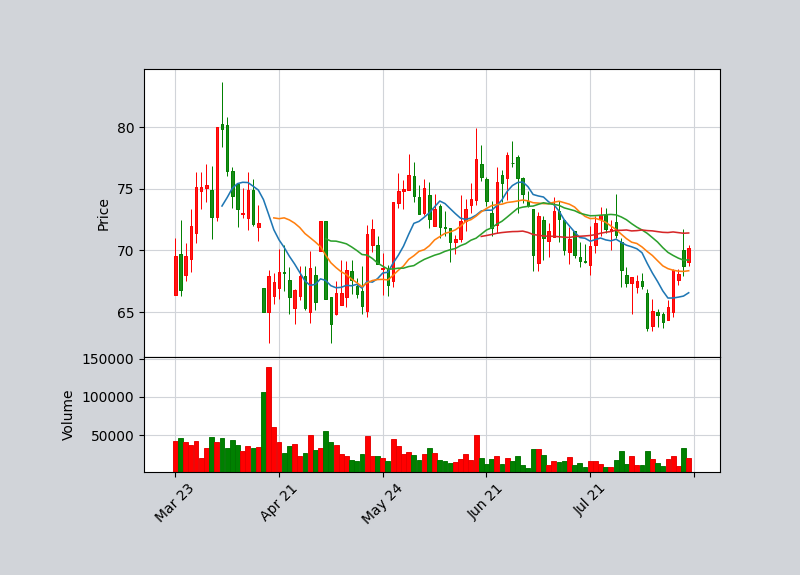 80
75
70
65
Price
150000
100000
50000
Volume
Mar 23
Apr 21
May 24
Jun 21
Jul 21